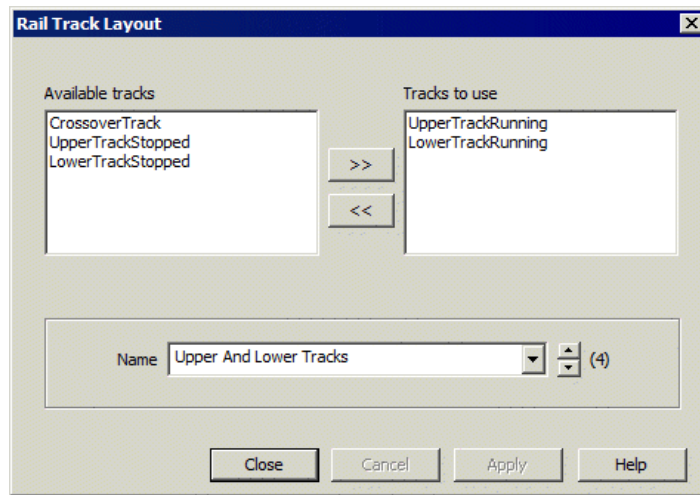 Rail Track Layout
Available tracks
CrossoverTrack
UpperTrackStopped
LowerTrackStopped
>>
<<
Tracks to use
UpperTrackRunning
LowerTrackRunning
Name Upper And Lower Tracks (4)
Close Cancel Apply Help